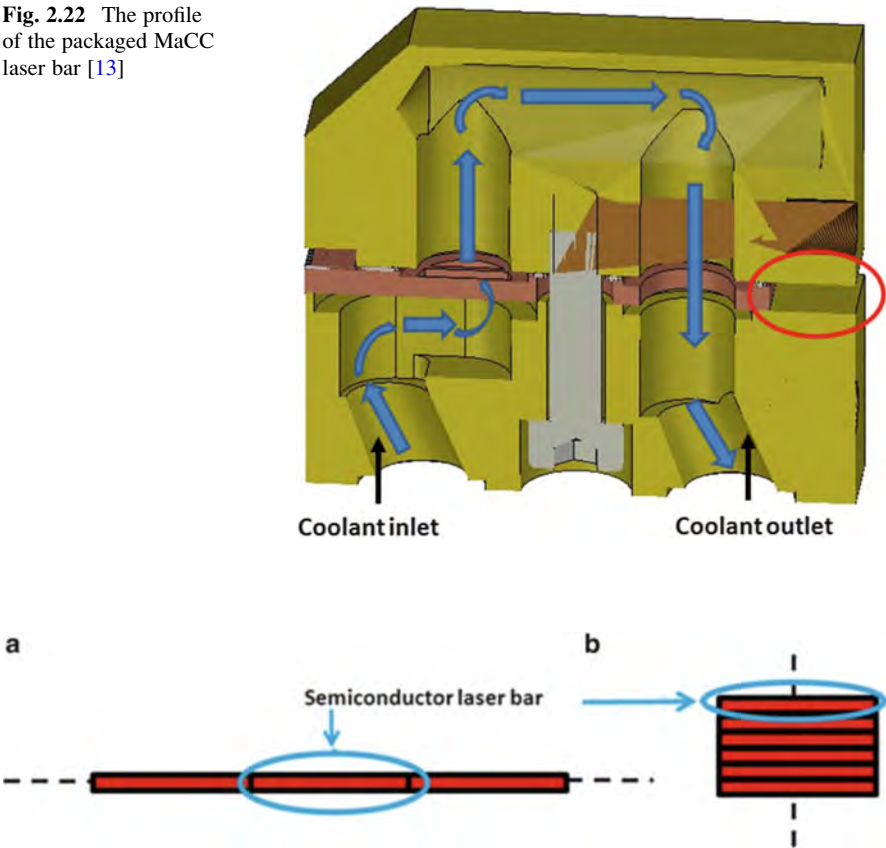 Fig. 2.22 The profile
of the packaged MaCC
laser bar [13]
Coolant inlet
Coolant outlet
a
b
Semiconductor laser bar